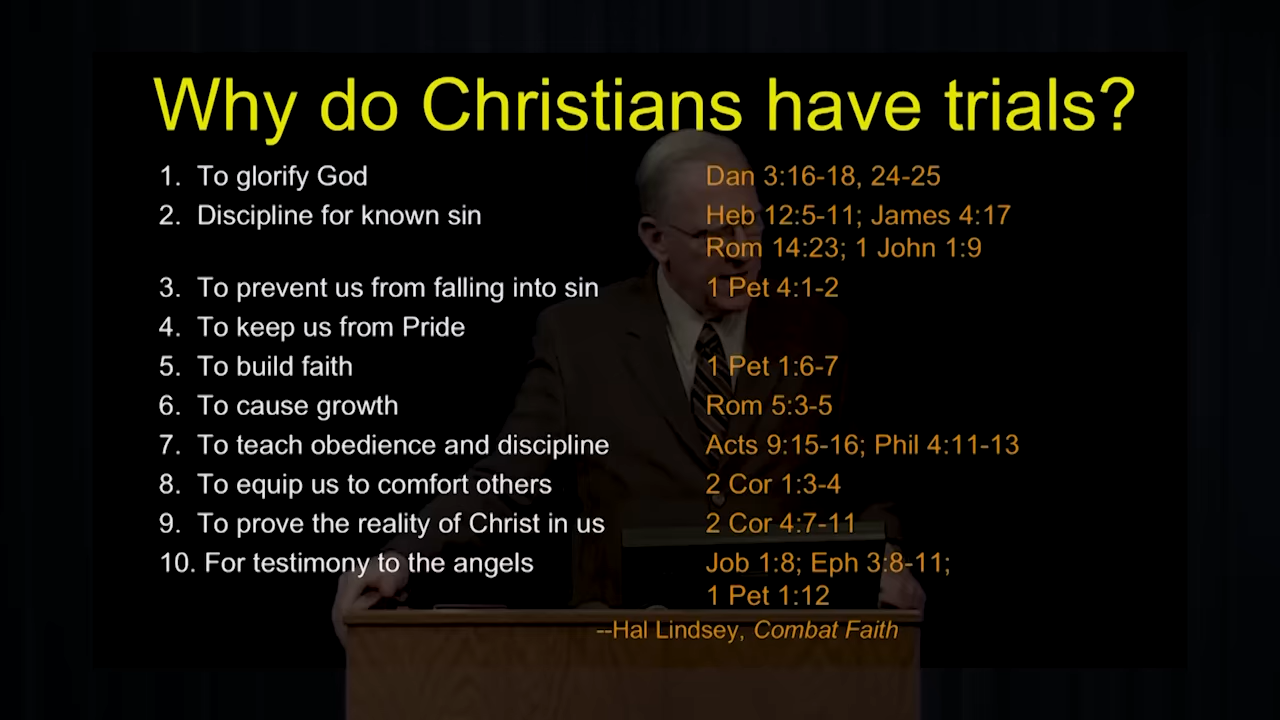 Why do Christians have trials?
1. To glorify God Dan 3:16-18, 24-25
2. Discipline for known sin Heb 12:5-11; James 4:17
Rom 14:23; 1 John 1:9
3. To prevent us from falling into sin 1 Pet 4:1-2
4. To keep us from Pride
5. To build faith 1 Pet 1:6-7
6. To cause growth Rom 5:3-5
7. To teach obedience and discipline Acts 9:15-16; Phil 4:11-13
8. To equip us to comfort others 2 Cor 1:3-4
9. To prove the reality of Christ in us 2 Cor 4:7-11
10. For testimony to the angels Job 1:8; Eph 3:8-11;
1 Pet 1:12
--Hal Lindsey, Combat Faith